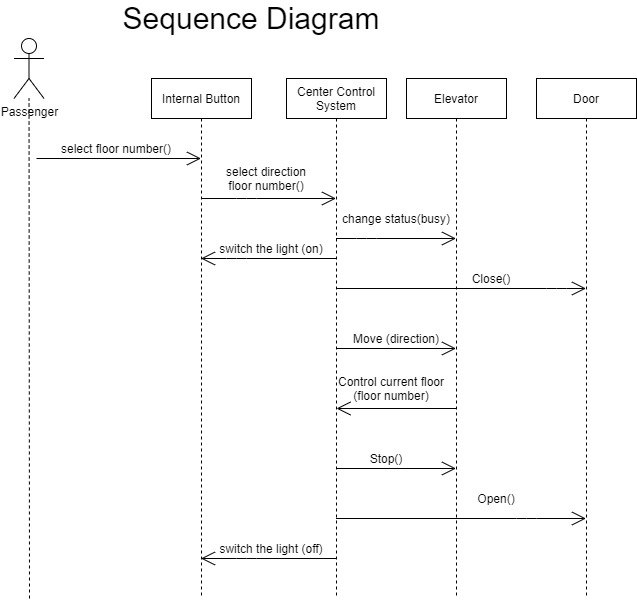 Sequence Diagram
Passenger
Internal Button
Center Control
System
Elevator
Door
select floor number()
select direction
floor number()
change status(busy)
switch the light (on)
Close()
Move (direction)
Control current floor
(floor number)
Stop()
Open()
switch the light (off)